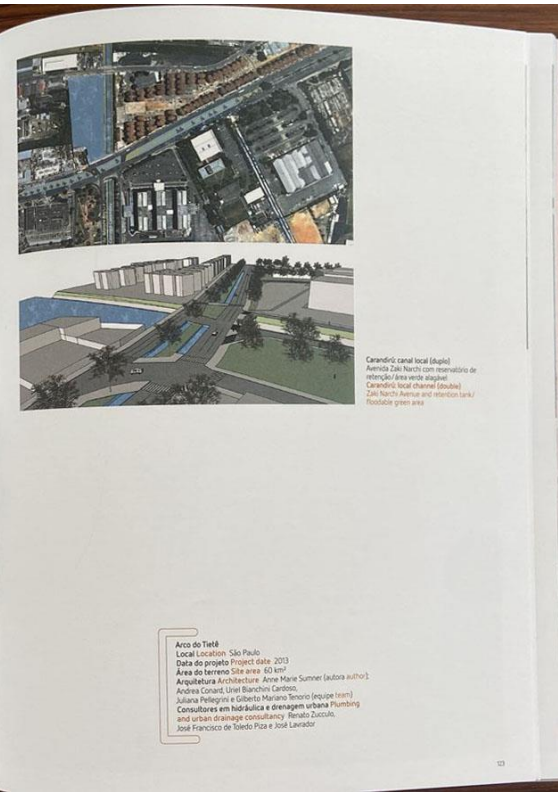 Carandirú: canal local (duplo)
Avenida Zaki Narchi com reservatório de
retenção/área verde alagável
Carandirú: local channel (double)
Zaki Narchi Avenue and retention tank/
floodable green area
Arco do Tietê
Local Location São Paulo
Data do projeto Project date 2013
Área do terreno Site area 60 km²
Arquitetura Architecture Anne Marie Sumner (autora author);
Andrea Conard, Uriel Bianchini Cardoso,
Juliana Pellegrini e Gilberto Mariano Tenorio (equipe team)
Consultores em hidráulica e drenagem urbana Plumbing
and urban drainage consultancy Renato Zucculo,
José Francisco de Toledo Piza e José Lavrador
123